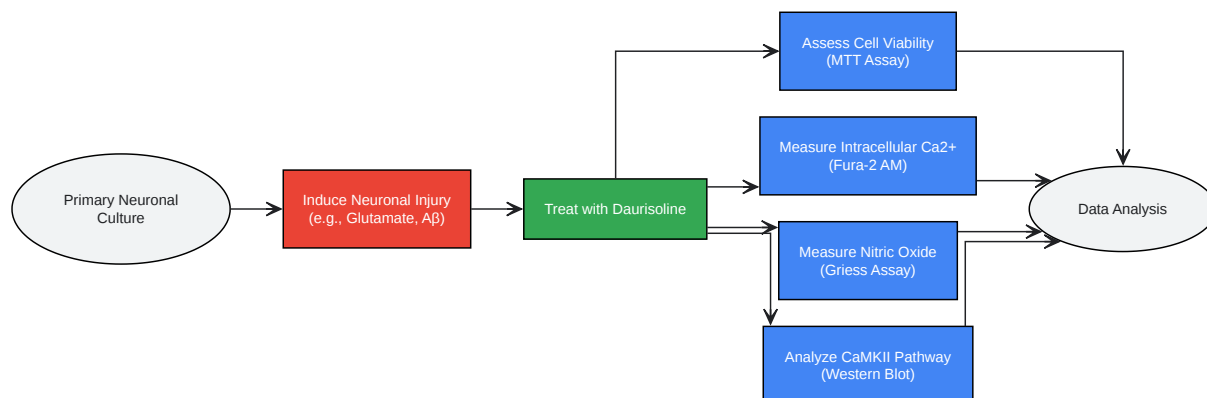 Primary Neuronal
Culture
Induce Neuronal Injury
(e.g., Glutamate, Aβ)
Treat with Daurisoline
Assess Cell Viability
(MTT Assay)
Measure Intracellular Ca2+
(Fura-2 AM)
Measure Nitric Oxide
(Griess Assay)
Analyze CaMKII Pathway
(Western Blot)
Data Analysis